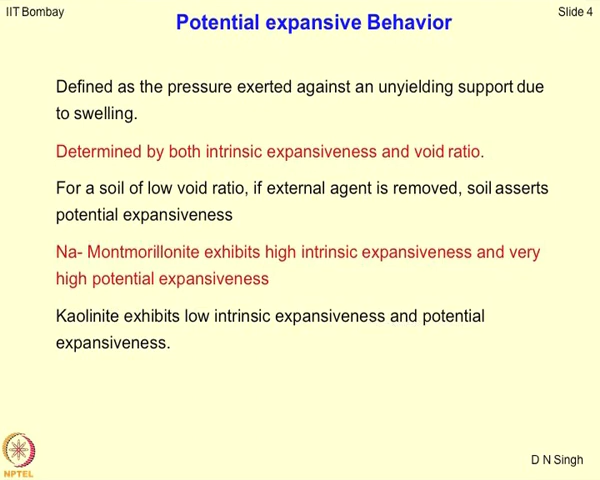 IIT Bombay
Slide 4
Potential expansive Behavior
Defined as the pressure exerted against an unyielding support due
to swelling.
Determined by both intrinsic expansiveness and void ratio.
For a soil of low void ratio, if external agent is removed, soil asserts
potential expansiveness
Na- Montmorillonite exhibits high intrinsic expansiveness and very
high potential expansiveness
Kaolinite exhibits low intrinsic expansiveness and potential
expansiveness.
NPTEL
D N Singh